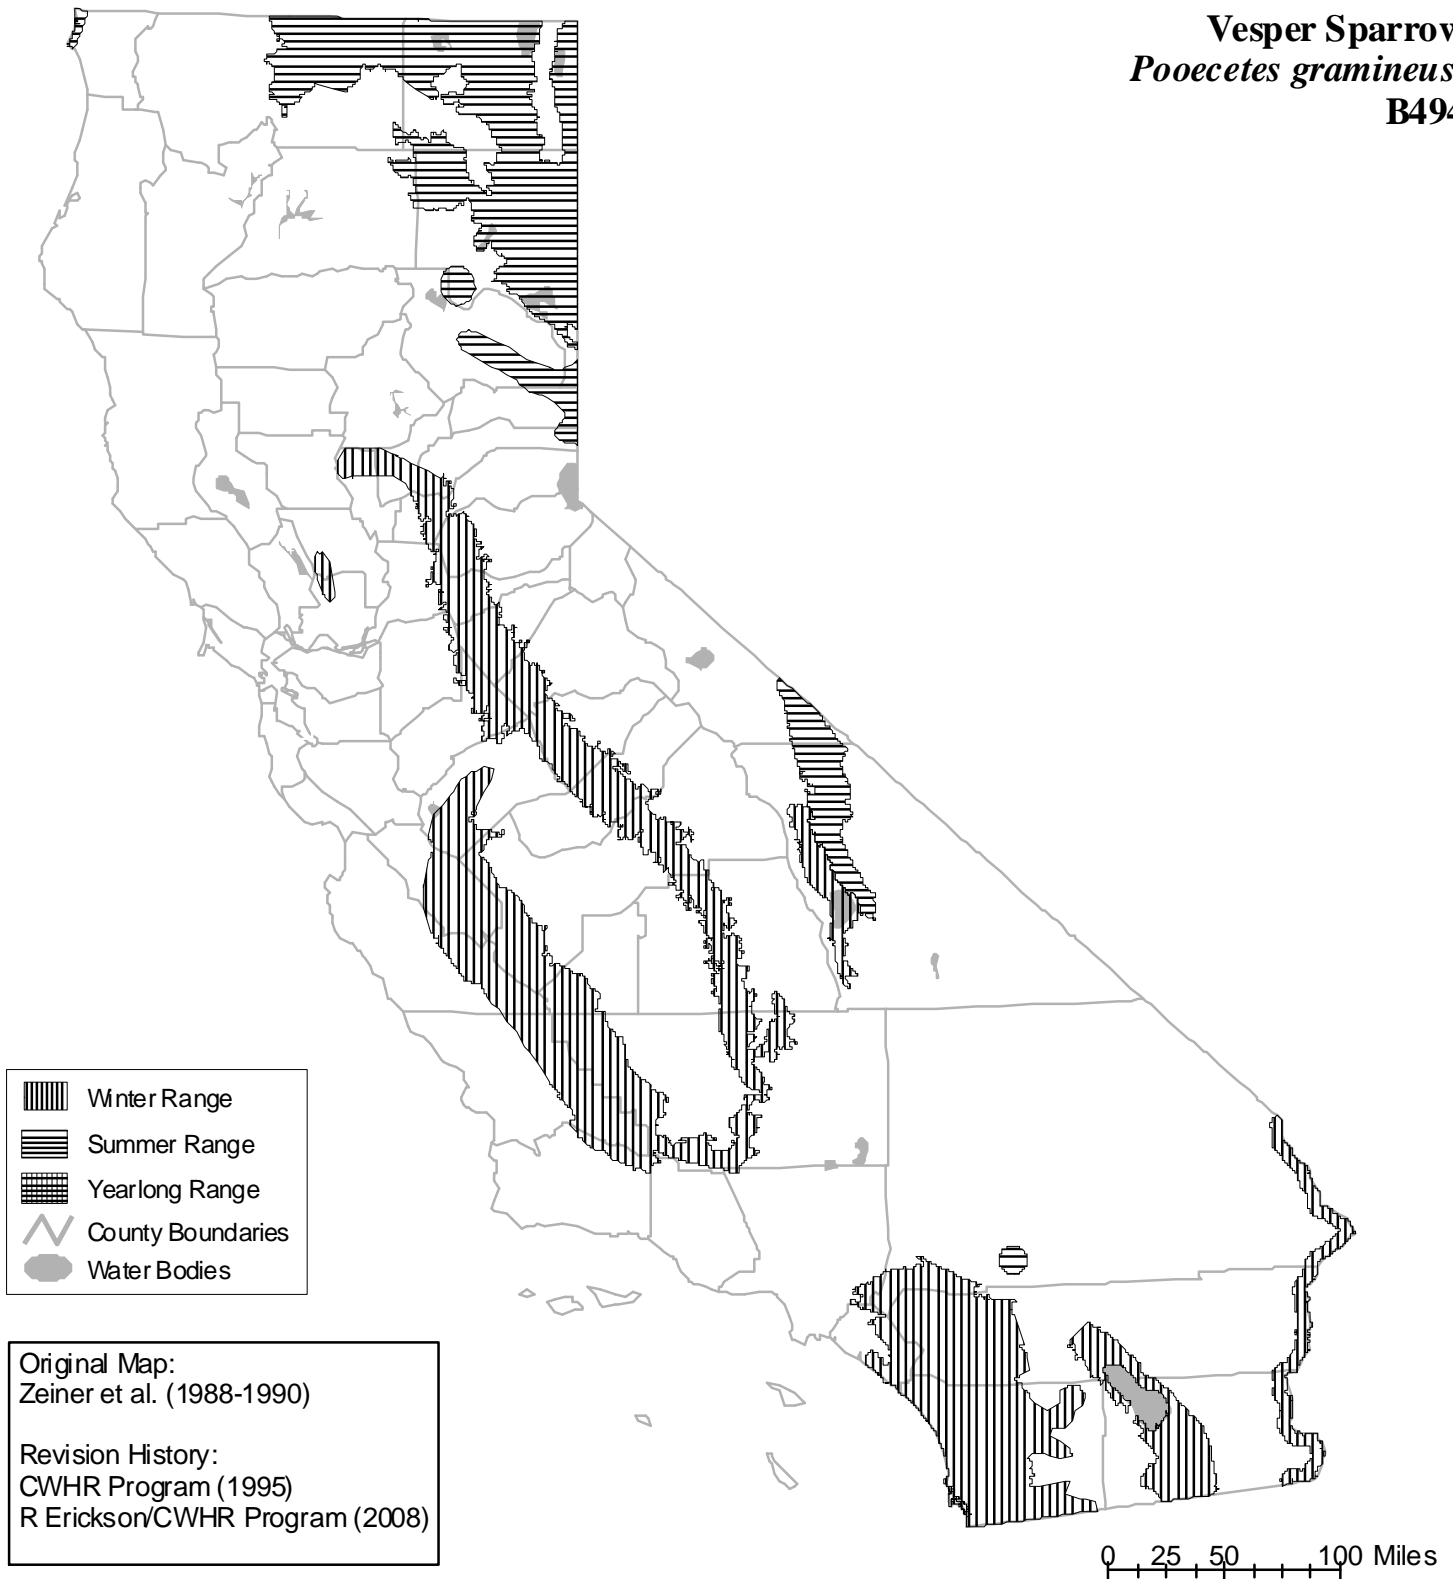 Vesper Sparrow
Pooecetes gramineus
B494
Winter Range
Summer Range
Yearlong Range
County Boundaries
Water Bodies
Original Map:
Zeiner et al. (1988-1990)
Revision History:
CWHR Program (1995)
R Erickson/CWHR Program (2008)
0 25 50 100 Miles